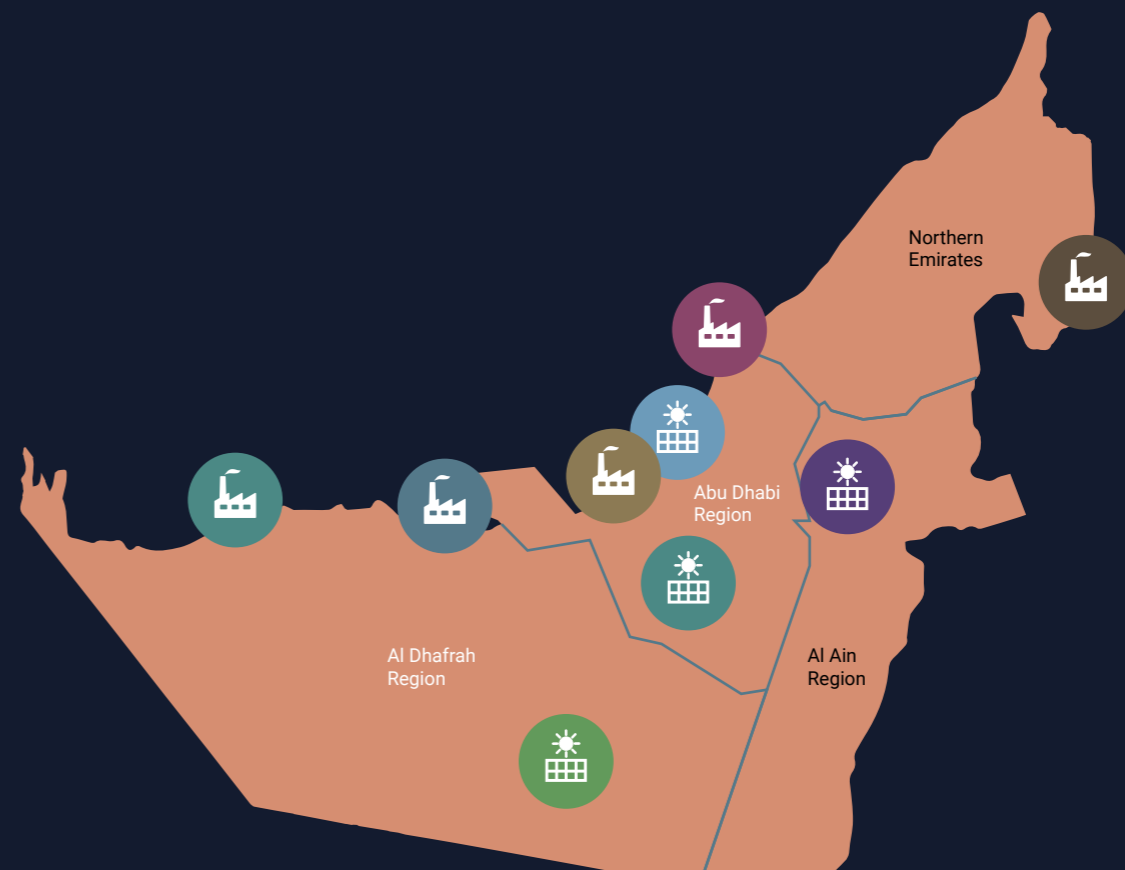 Northern
Emirates
Abu Dhabi
Region
Al Dhafrah
Region
Al Ain
Region